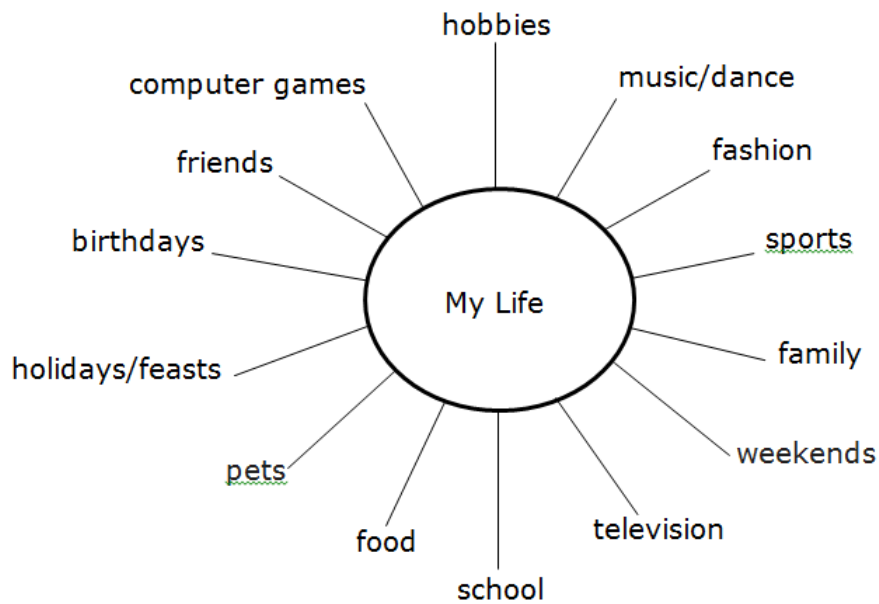 hobbies
computer games
music/dance
friends
fashion
birthdays
sports
My Life
holidays/feasts
family
pets
weekends
food
television
school